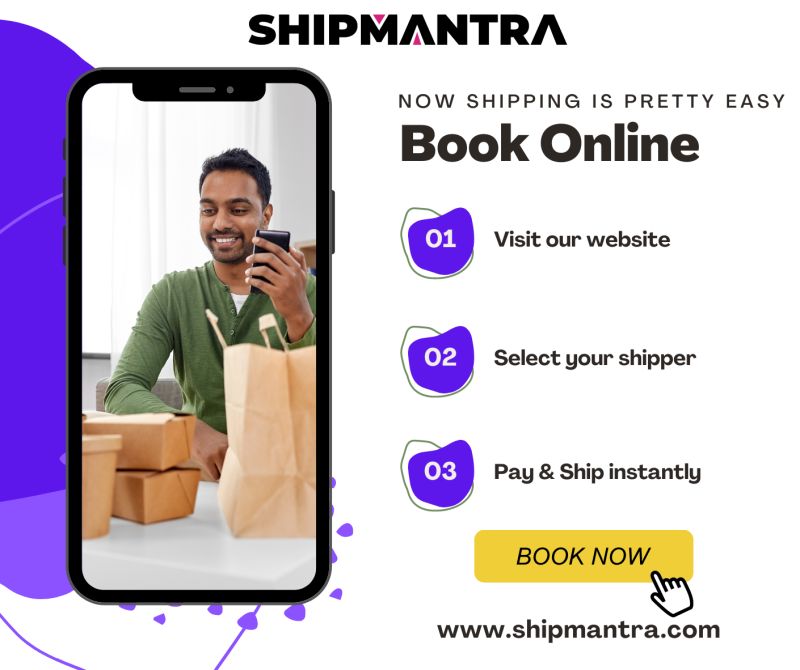 SHIPMANTRA
NOW SHIPPING IS PRETTY EASY
Book Online
01
Visit our website
02
Select your shipper
03
Pay & Ship instantly
BOOK NOW
www.shipmantra.com